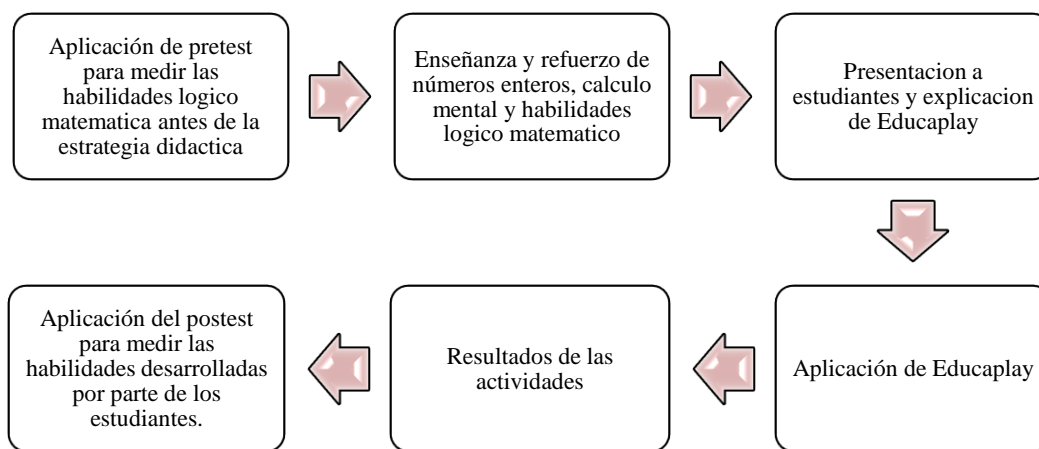 Aplicación de pretest
para medir las
habilidades logico
matematica antes de la
estrategia didactica
Enseñanza y refuerzo de
números enteros, calculo
mental y habilidades
logico matematico
Presentacion a
estudiantes y explicacion
de Educaplay
Aplicación de Educaplay
Resultados de las
actividades
Aplicación del postest
para medir las
habilidades desarrolladas
por parte de los
estudiantes.